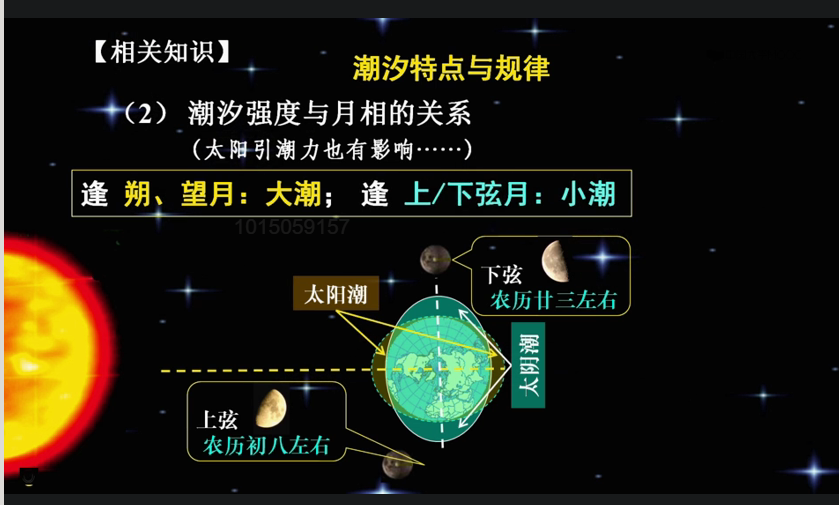 【相关知识】
潮汐特点与规律
（2） 潮汐强度与月相的关系
（太阳引潮力也有影响……）
逢 朔、望月：大潮； 逢 上/下弦月：小潮
1015059157
下弦
农历廿三左右
太阳潮
太阴潮
上弦
农历初八左右